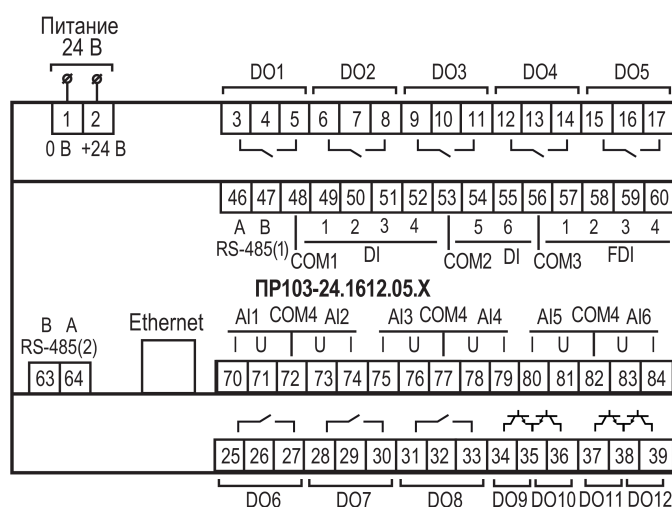 Питание
24 В
DO1 DO2 DO3 DO4 DO5
1 2 3 4 5 6 7 8 9 10 11 12 13 14 15 16 17
0 В +24 В
46 47 48 49 50 51 52 53 54 55 56 57 58 59 60
A B 1 2 3 4 5 6 1 2 3 4
RS-485(1) COM1 DI COM2 DI COM3 FDI
ПР103-24.1612.05.X
B A Ethernet AI1 COM4 AI2 AI3 COM4 AI4 AI5 COM4 AI6
RS-485(2) I U U I I U U I I U U I
63 64 70 71 72 73 74 75 76 77 78 79 80 81 82 83 84
25 26 27 28 29 30 31 32 33 34 35 36 37 38 39
DO6 DO7 DO8 DO9 DO10 DO11 DO12